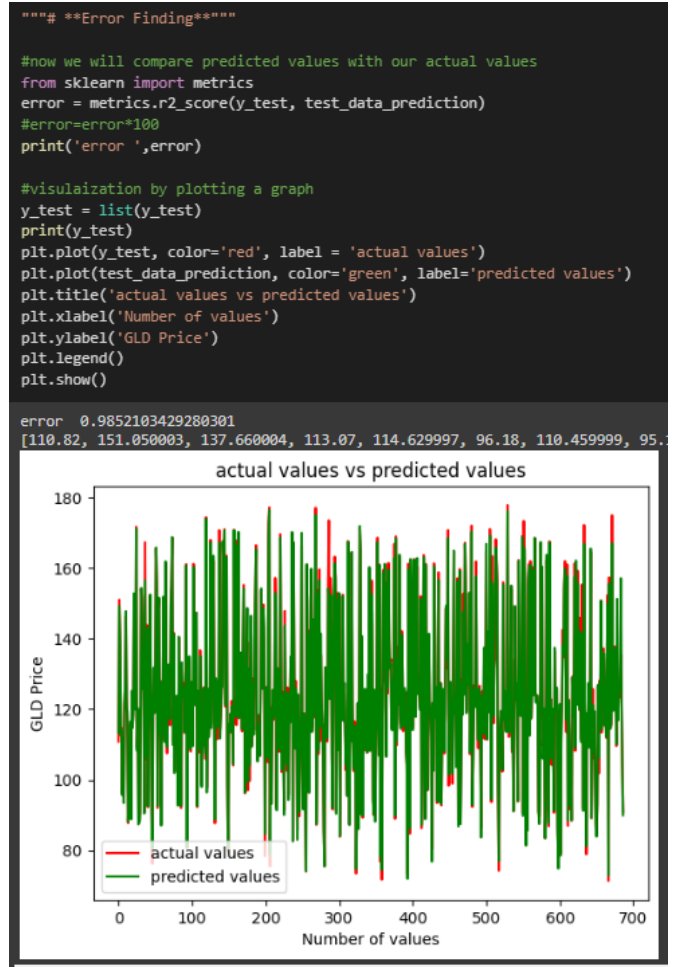 """# **Error Finding**"""
#now we will compare predicted values with our actual values
from sklearn import metrics
error = metrics.r2_score(y_test, test_data_prediction)
#error=error*100
print('error ',error)
#visulaization by plotting a graph
y_test = list(y_test)
print(y_test)
plt.plot(y_test, color='red', label = 'actual values')
plt.plot(test_data_prediction, color='green', label='predicted values')
plt.title('actual values vs predicted values')
plt.xlabel('Number of values')
plt.ylabel('GLD Price')
plt.legend()
plt.show()
error  0.9852103429280301
[110.82, 151.050003, 137.660004, 113.07, 114.629997, 96.18, 110.459999, 95.
actual values vs predicted values
180
160
140
120
100
80
GLD Price
actual values
predicted values
0 100 200 300 400 500 600 700
Number of values